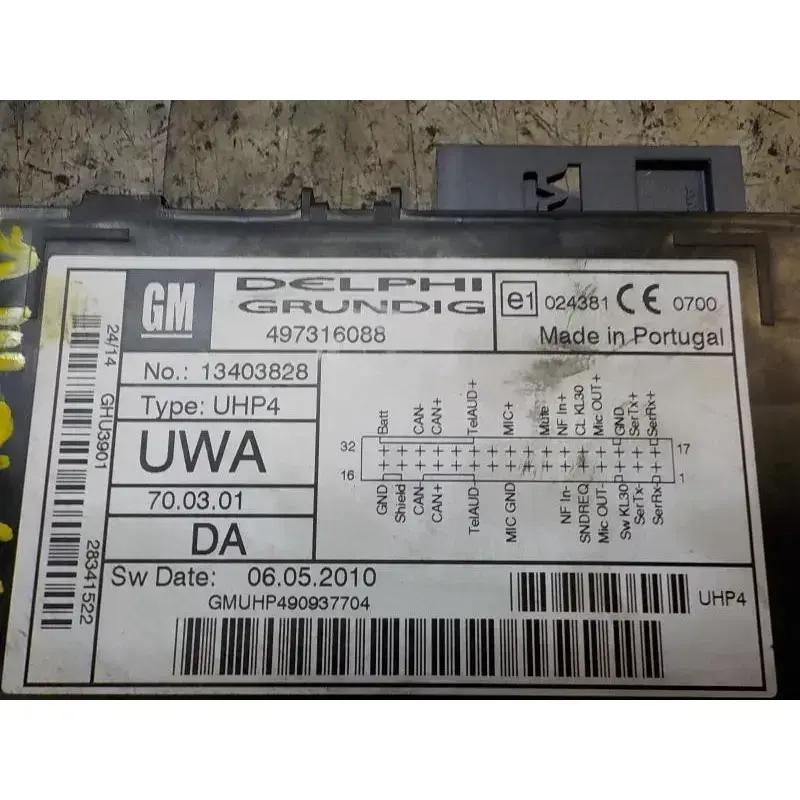 GM
DELPHI
GRUNDIG
497316088
e1 024381 CE 0700
Made in Portugal
No.: 13403828
Type: UHP4
UWA
70.03.01
DA
Batt CAN- CAN+ TelAUD+ MIC+ Mute NF In+ CL KL30 Mic OUT+ GND SerTx+ SerRx+
32 17
16 1
GND Shield CAN- CAN+ TelAUD- MIC GND NF In- SNDREQ Mic OUT- Sw KL30 SerTx- SerRx-
Sw Date: 06.05.2010
GMUHP490937704
UHP4
24/14 GHU3901 28341522